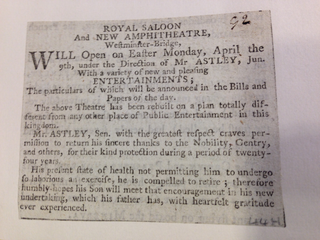 92
ROYAL SALOON
And NEW AMPHITHEATRE,
Westminster-Bridge,
WILL Open on Easter Monday, April the
9th, under the Direction of Mr ASTLEY, Jun.
With a variety of new and pleasing
ENTERTAINMENTS;
The particulars of which will be announced in the Bills and
Papers of the day.
The above Theatre has been rebuilt on a plan totally dif-
ferent from any other place of Public Entertainment in this
kingdom.
Mr. ASTLEY, Sen. with the greatest respect craves per-
mission to return his sincere thanks to the Nobility, Gentry,
and others, for their kind protection during a period of twenty-
four years.
His present state of health not permitting him to undergo
so laborious an exercise, he is compelled to retire; therefore
humbly hopes his Son will meet that encouragement in his new
undertaking, which his father has, with heartfelt gratitude
ever experienced.